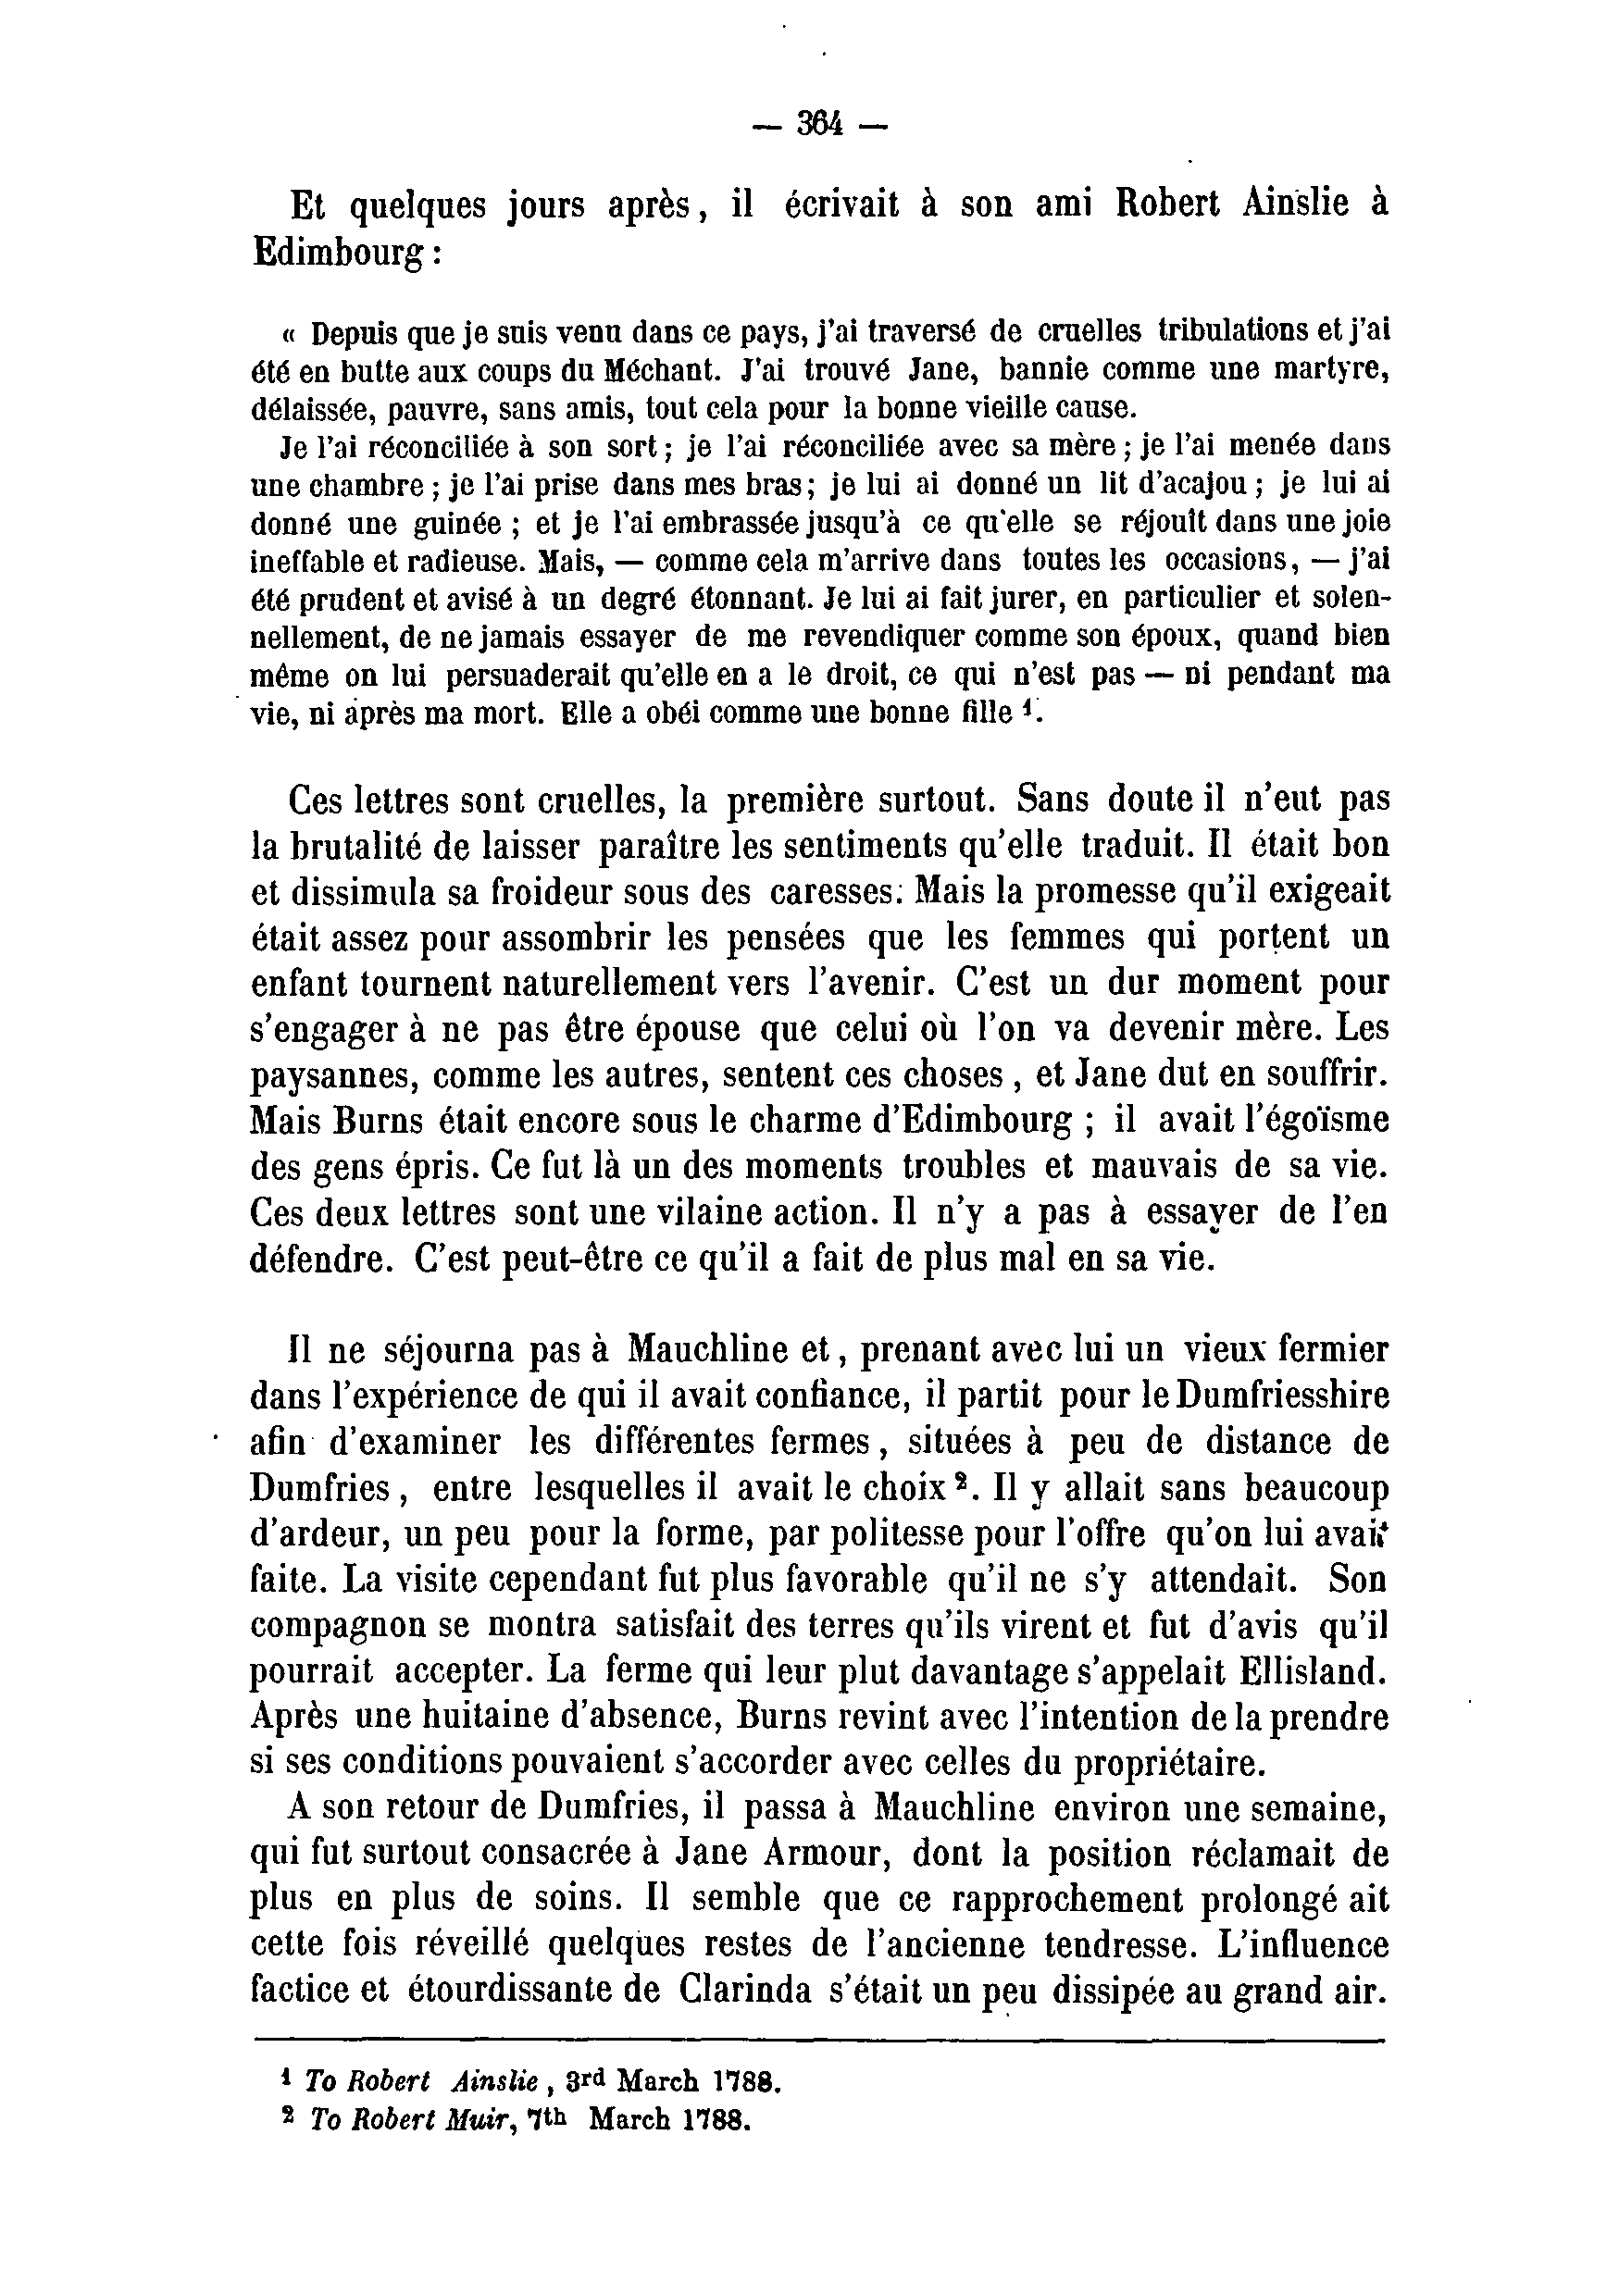 — 364 —
Et quelques jours après, il écrivait à son ami Robert Ainslie à
Edimbourg :
« Depuis que je suis venu dans ce pays, j'ai traversé de cruelles tribulations et j'ai
été en butte aux coups du Méchant. J'ai trouvé Jane, bannie comme une martyre,
délaissée, pauvre, sans amis, tout cela pour la bonne vieille cause.
Je l'ai réconciliée à son sort ; je l'ai réconciliée avec sa mère ; je l'ai menée dans
une chambre ; je l'ai prise dans mes bras ; je lui ai donné un lit d'acajou ; je lui ai
donné une guinée ; et je l'ai embrassée jusqu'à ce qu'elle se réjouît dans une joie
ineffable et radieuse. Mais, — comme cela m'arrive dans toutes les occasions, — j'ai
été prudent et avisé à un degré étonnant. Je lui ai fait jurer, en particulier et solen-
nellement, de ne jamais essayer de me revendiquer comme son époux, quand bien
même on lui persuaderait qu'elle en a le droit, ce qui n'est pas — ni pendant ma
vie, ni après ma mort. Elle a obéi comme une bonne fille ¹.
Ces lettres sont cruelles, la première surtout. Sans doute il n'eut pas
la brutalité de laisser paraître les sentiments qu'elle traduit. Il était bon
et dissimula sa froideur sous des caresses. Mais la promesse qu'il exigeait
était assez pour assombrir les pensées que les femmes qui portent un
enfant tournent naturellement vers l'avenir. C'est un dur moment pour
s'engager à ne pas être épouse que celui où l'on va devenir mère. Les
paysannes, comme les autres, sentent ces choses, et Jane dut en souffrir.
Mais Burns était encore sous le charme d'Edimbourg ; il avait l'égoïsme
des gens épris. Ce fut là un des moments troubles et mauvais de sa vie.
Ces deux lettres sont une vilaine action. Il n'y a pas à essayer de l'en
défendre. C'est peut-être ce qu'il a fait de plus mal en sa vie.
Il ne séjourna pas à Mauchline et, prenant avec lui un vieux fermier
dans l'expérience de qui il avait confiance, il partit pour le Dumfriesshire
afin d'examiner les différentes fermes, situées à peu de distance de
Dumfries, entre lesquelles il avait le choix ². Il y allait sans beaucoup
d'ardeur, un peu pour la forme, par politesse pour l'offre qu'on lui avait
faite. La visite cependant fut plus favorable qu'il ne s'y attendait. Son
compagnon se montra satisfait des terres qu'ils virent et fut d'avis qu'il
pourrait accepter. La ferme qui leur plut davantage s'appelait Ellisland.
Après une huitaine d'absence, Burns revint avec l'intention de la prendre
si ses conditions pouvaient s'accorder avec celles du propriétaire.
A son retour de Dumfries, il passa à Mauchline environ une semaine,
qui fut surtout consacrée à Jane Armour, dont la position réclamait de
plus en plus de soins. Il semble que ce rapprochement prolongé ait
cette fois réveillé quelques restes de l'ancienne tendresse. L'influence
factice et étourdissante de Clarinda s'était un peu dissipée au grand air.
¹ To Robert Ainslie, 3rd March 1788.
² To Robert Muir, 7th March 1788.